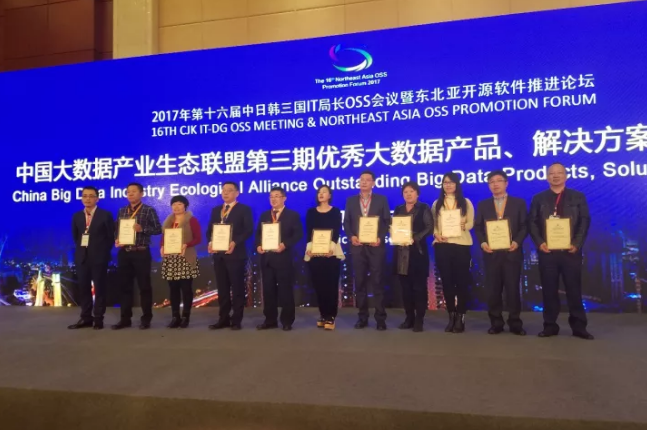 The 16th Northeast Asia OSS
Promotion Forum 2017
2017年第十六届中日韩三国IT局长OSS会议暨东北亚开源软件推进论坛
16TH CJK IT-DG OSS MEETING & NORTHEAST ASIA OSS PROMOTION FORUM
中国大数据产业生态联盟第三期优秀大数据产品、解决方案
China Big Data Industry Ecological Alliance Outstanding Big Data Products, Solu